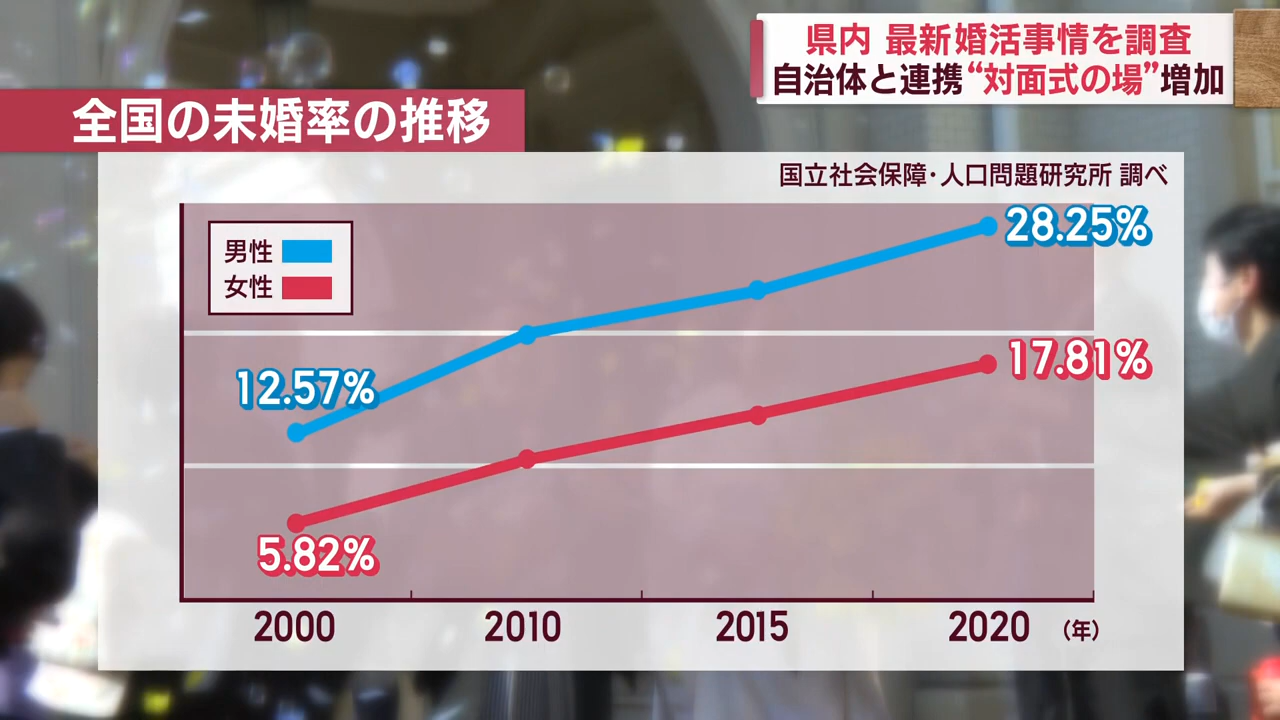 県内 最新婚活事情を調査
自治体と連携“対面式の場”増加
全国の未婚率の推移
国立社会保障・人口問題研究所 調べ
男性
女性
28.25%
17.81%
12.57%
5.82%
2000 2010 2015 2020 (年)